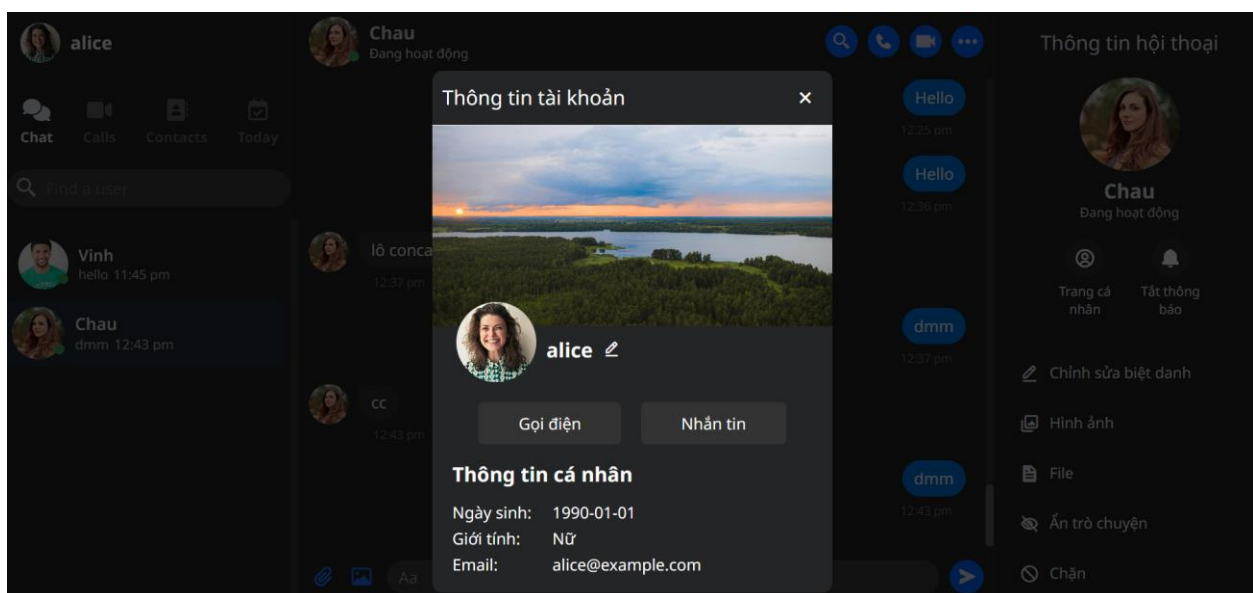 alice
Chat
Calls
Contacts
Today
Find a user
Vinh
hello 11:45 pm
Chau
dmm 12:43 pm
Chau
Đang hoạt động
Hello
12:25 pm
Hello
12:36 pm
lô conca
12:37 pm
dmm
12:37 pm
cc
12:43 pm
dmm
12:43 pm
Aa
Thông tin tài khoản
alice
Gọi điện
Nhắn tin
Thông tin cá nhân
Ngày sinh: 1990-01-01
Giới tính: Nữ
Email: alice@example.com
Thông tin hội thoại
Chau
Đang hoạt động
Trang cá
nhân
Tắt thông
báo
Chỉnh sửa biệt danh
Hình ảnh
File
Ẩn trò chuyện
Chặn